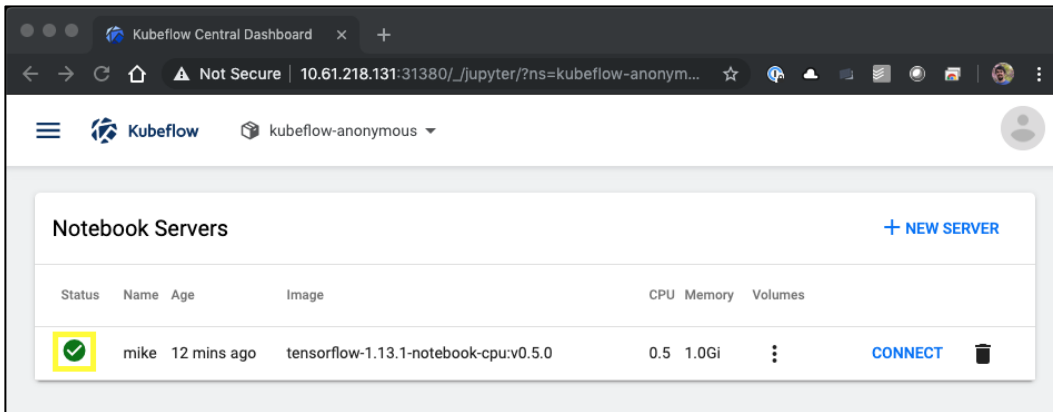 Kubeflow Central Dashboard
Not Secure | 10.61.218.131:31380/_/jupyter/?ns=kubeflow-anonym...
Kubeflow kubeflow-anonymous
Notebook Servers + NEW SERVER
Status Name Age Image CPU Memory Volumes
mike 12 mins ago tensorflow-1.13.1-notebook-cpu:v0.5.0 0.5 1.0Gi CONNECT